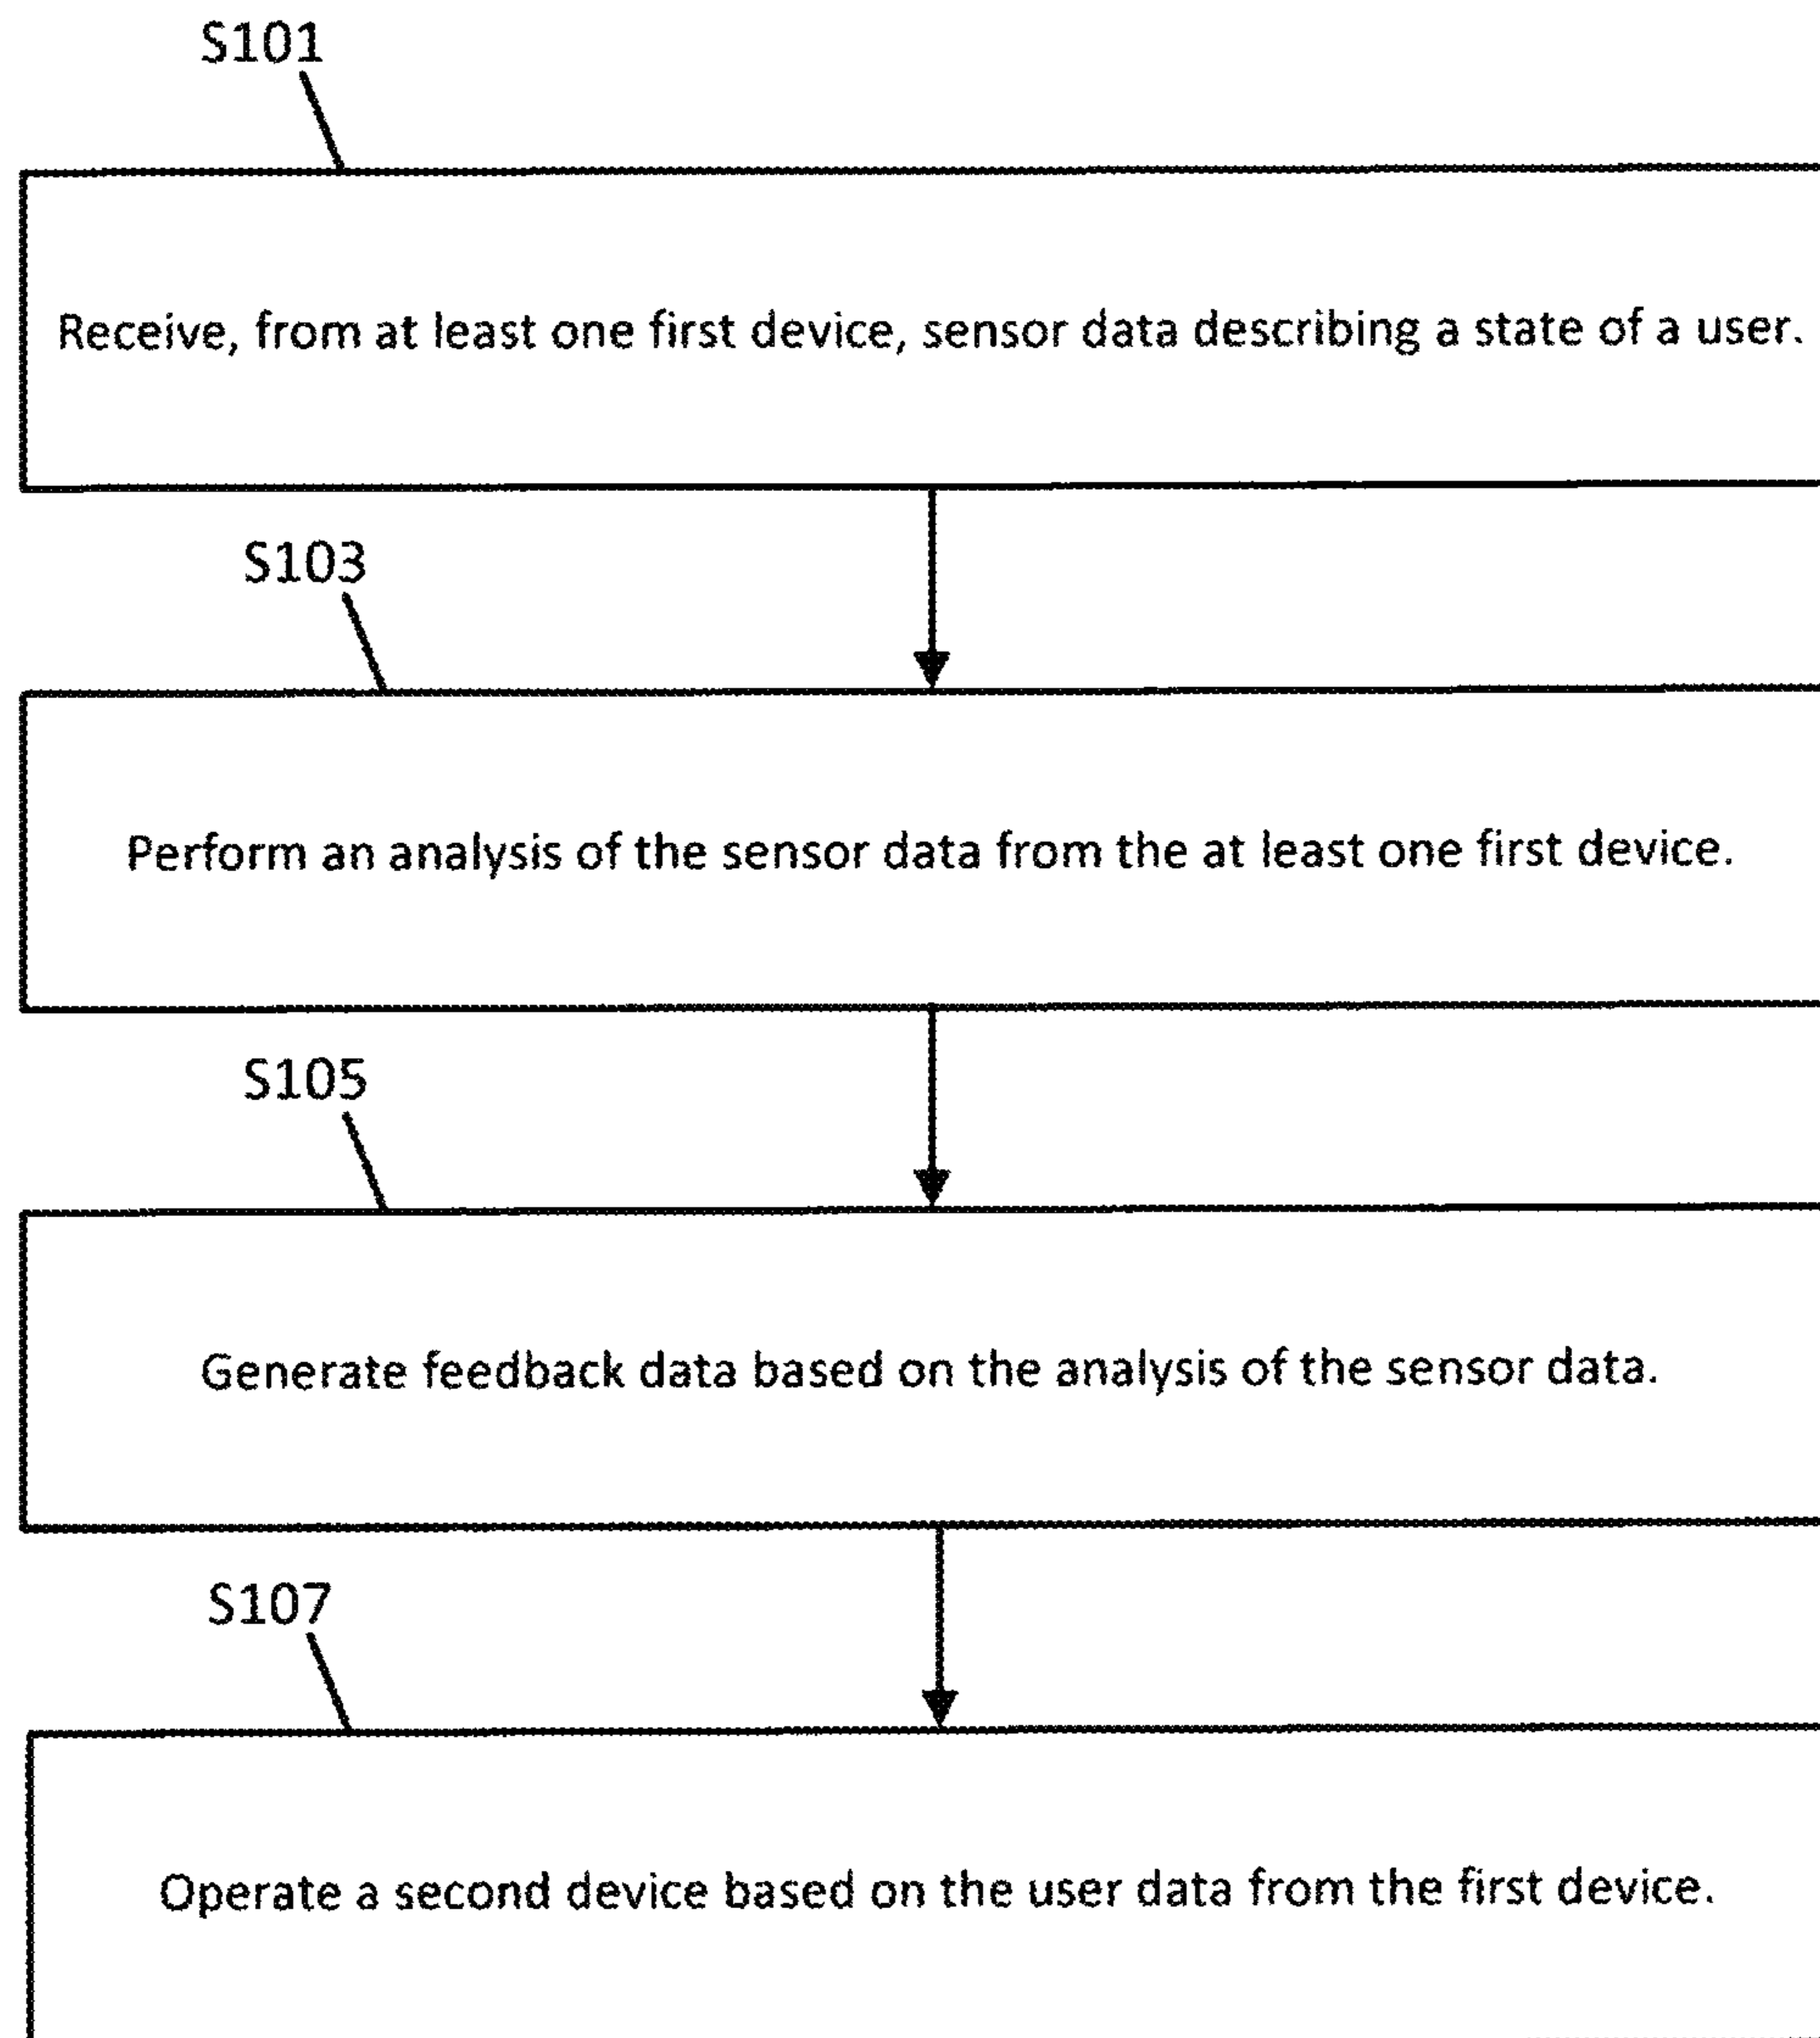 S101
Receive, from at least one first device, sensor data describing a state of a user.
S103
Perform an analysis of the sensor data from the at least one first device.
S105
Generate feedback data based on the analysis of the sensor data.
S107
Operate a second device based on the user data from the first device.